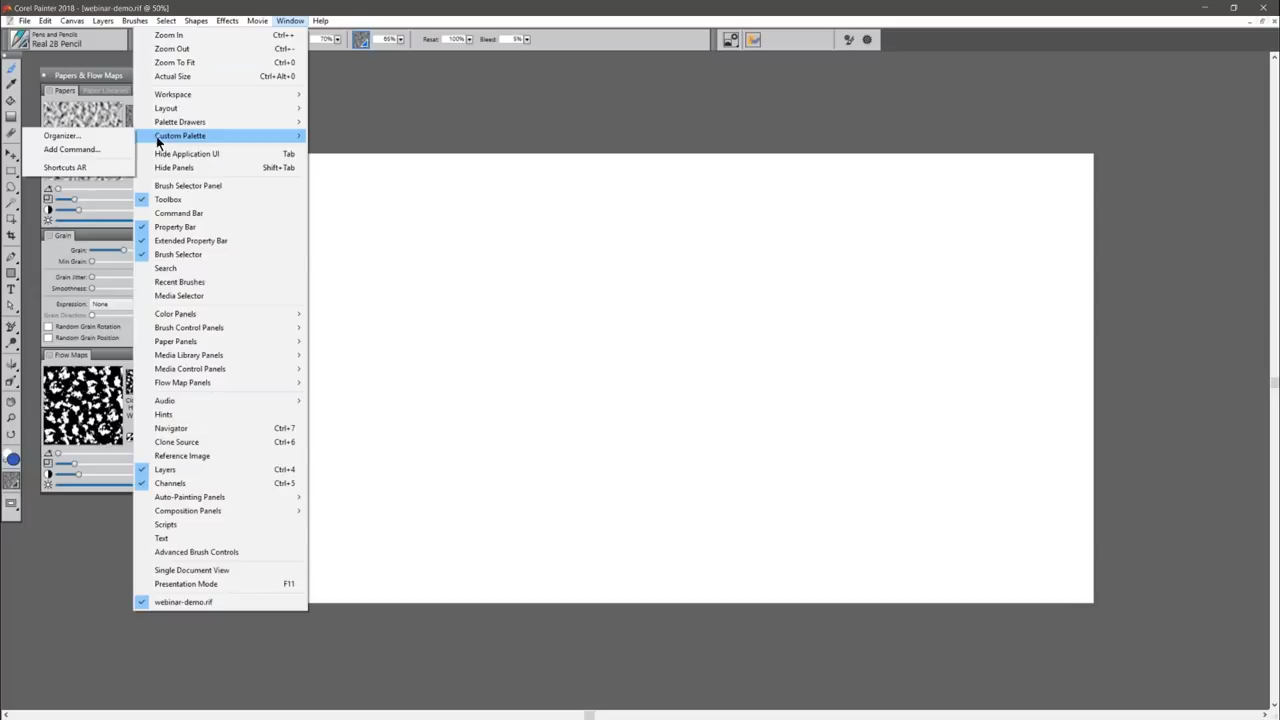 Corel Painter 2018 - [webinar-demo.rif @ 50%]
File Edit Canvas Layers Brushes Select Shapes Effects Movie Window Help
Pens and Pencils
Real 2B Pencil
70% 66% Reset: 100% Bleed: 5%
Papers & Flow Maps
Papers Paper Libraries
Organizer...
Add Command...
Shortcuts AR
Grain
Grain:
Min Grain:
Grain Jitter:
Smoothness:
Expression: None
Grain Direction:
Random Grain Rotation
Random Grain Position
Flow Maps
Zoom In Ctrl++
Zoom Out Ctrl+-
Zoom To Fit Ctrl+0
Actual Size Ctrl+Alt+0
Workspace
Layout
Palette Drawers
Custom Palette
Hide Application UI Tab
Hide Panels Shift+Tab
Brush Selector Panel
Toolbox
Command Bar
Property Bar
Extended Property Bar
Brush Selector
Search
Recent Brushes
Media Selector
Color Panels
Brush Control Panels
Paper Panels
Media Library Panels
Media Control Panels
Flow Map Panels
Audio
Hints
Navigator Ctrl+7
Clone Source Ctrl+6
Reference Image
Layers Ctrl+4
Channels Ctrl+5
Auto-Painting Panels
Composition Panels
Scripts
Text
Advanced Brush Controls
Single Document View
Presentation Mode F11
webinar-demo.rif